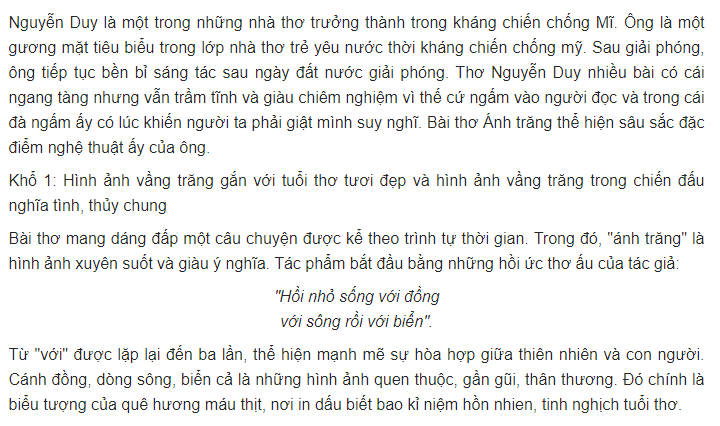 Nguyễn Duy là một trong những nhà thơ trưởng thành trong kháng chiến chống Mĩ. Ông là một
gương mặt tiêu biểu trong lớp nhà thơ trẻ yêu nước thời kháng chiến chống mỹ. Sau giải phóng,
ông tiếp tục bền bỉ sáng tác sau ngày đất nước giải phóng. Thơ Nguyễn Duy nhiều bài có cái
ngang tàng nhưng vẫn trầm tĩnh và giàu chiêm nghiệm vì thế cứ ngấm vào người đọc và trong cái
đà ngấm ấy có lúc khiến người ta phải giật mình suy nghĩ. Bài thơ Ánh trăng thể hiện sâu sắc đặc
điểm nghệ thuật ấy của ông.
Khổ 1: Hình ảnh vầng trăng gắn với tuổi thơ tươi đẹp và hình ảnh vầng trăng trong chiến đấu
nghĩa tình, thủy chung
Bài thơ mang dáng dấp một câu chuyện được kể theo trình tự thời gian. Trong đó, "ánh trăng" là
hình ảnh xuyên suốt và giàu ý nghĩa. Tác phẩm bắt đầu bằng những hồi ức thơ ấu của tác giả:
"Hồi nhỏ sống với đồng
với sông rồi với biển".
Từ "với" được lặp lại đến ba lần, thể hiện mạnh mẽ sự hòa hợp giữa thiên nhiên và con người.
Cánh đồng, dòng sông, biển cả là những hình ảnh quen thuộc, gần gũi, thân thương. Đó chính là
biểu tượng của quê hương máu thịt, nơi in dấu biết bao kỉ niệm hồn nhien, tinh nghịch tuổi thơ.